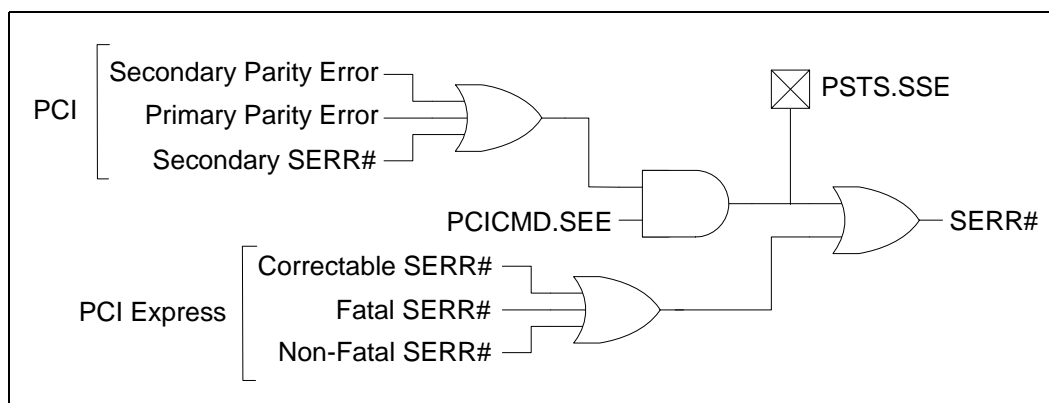 PCI
Secondary Parity Error
Primary Parity Error
Secondary SERR#
PSTS.SSE
PCICMD.SEE
SERR#
PCI Express
Correctable SERR#
Fatal SERR#
Non-Fatal SERR#